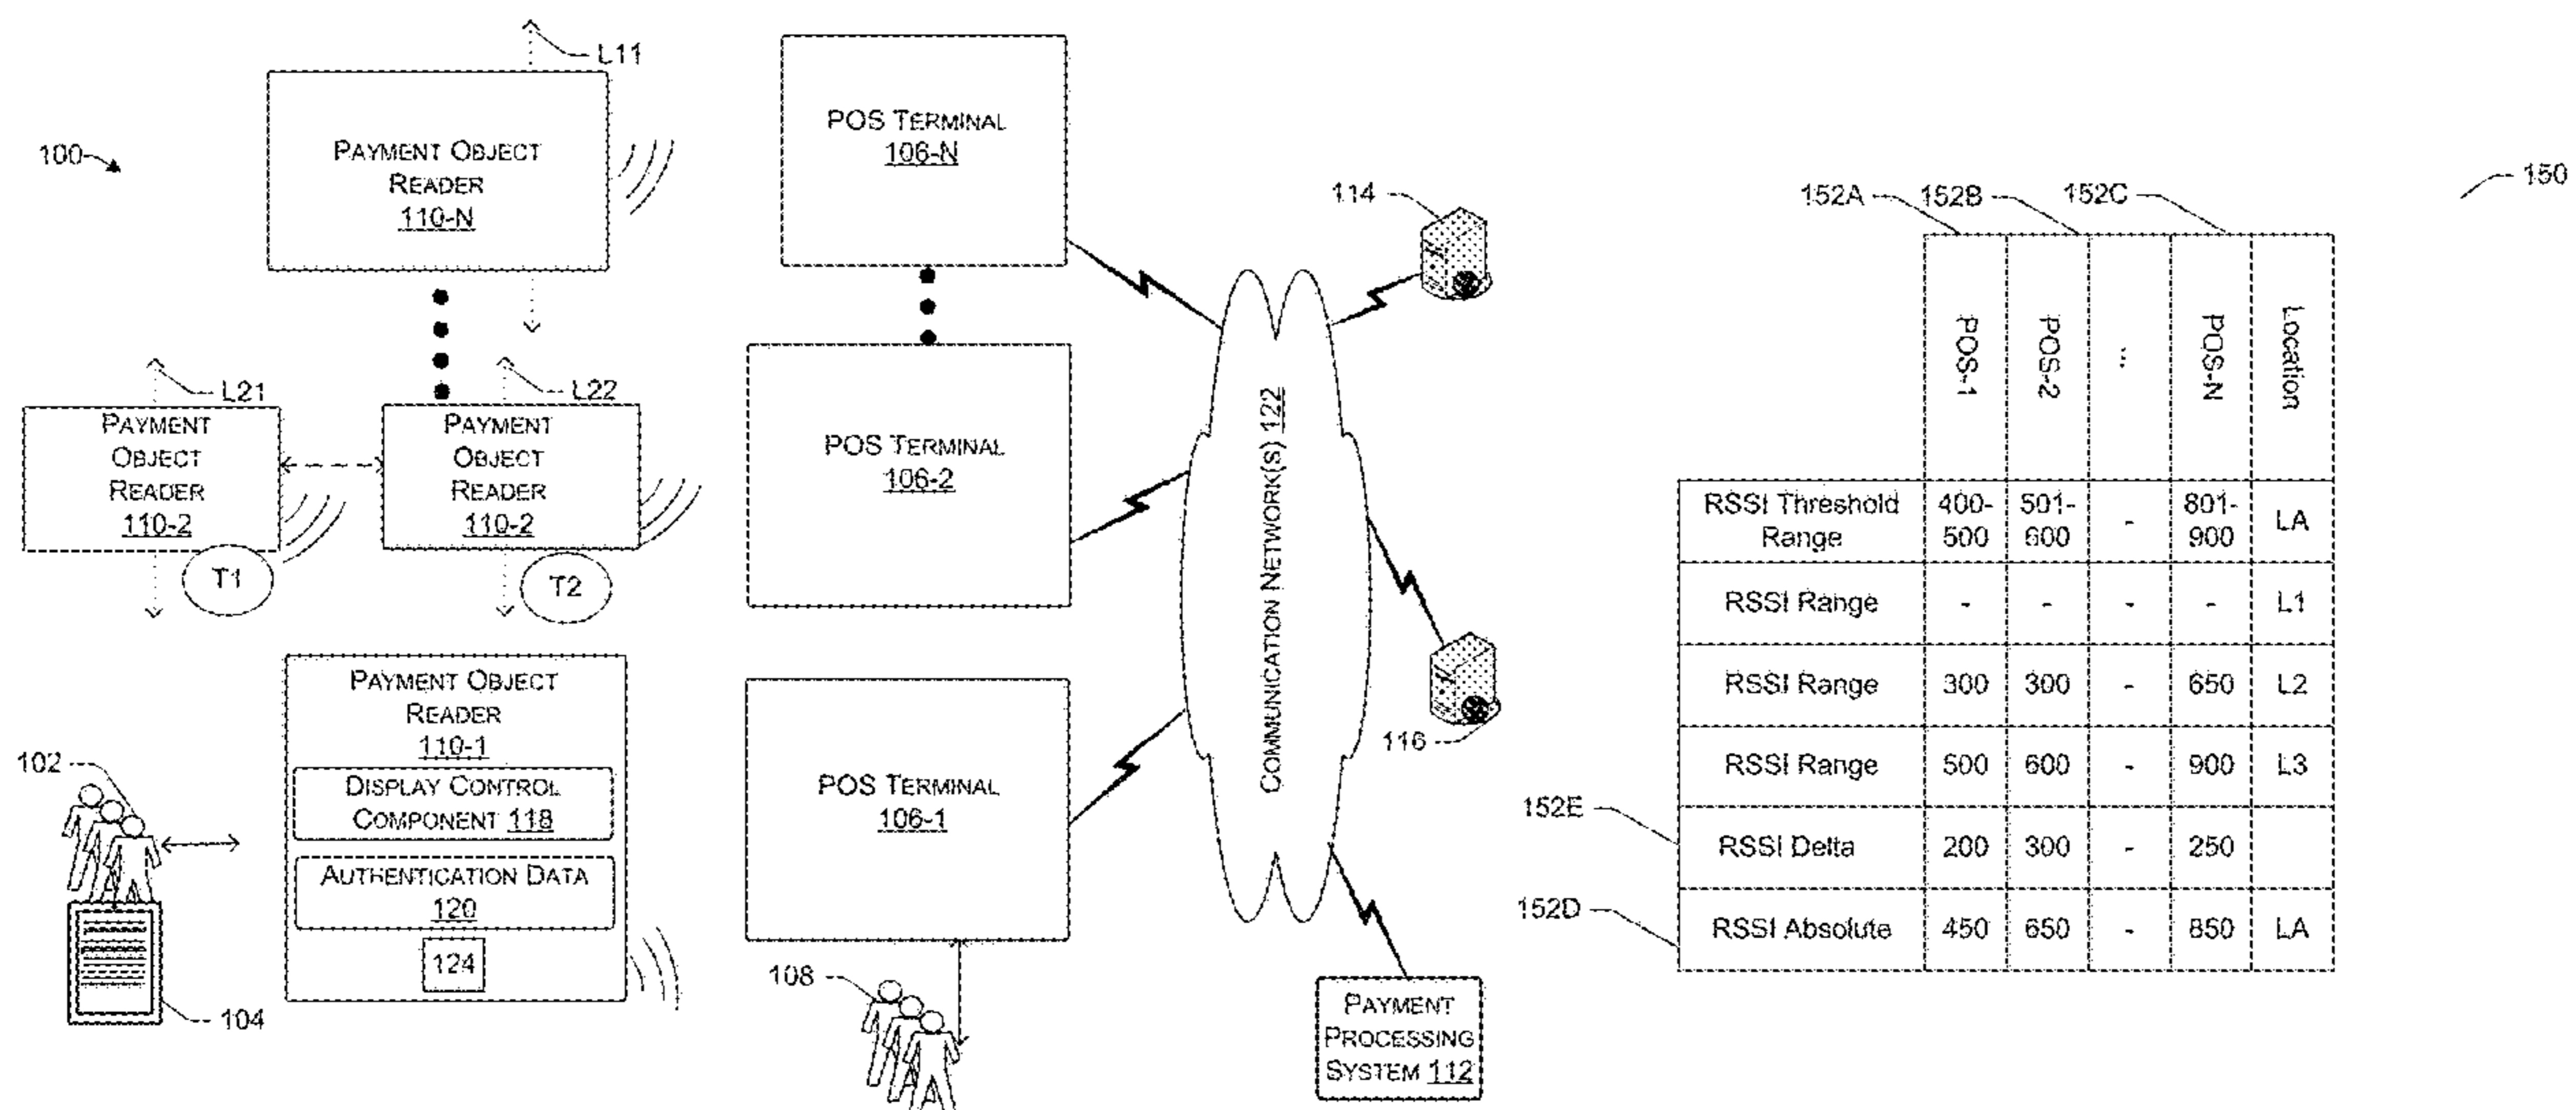 100
L11
PAYMENT OBJECT
READER
110-N
L21
PAYMENT
OBJECT
READER
110-2
T1
L22
PAYMENT
OBJECT
READER
110-2
T2
PAYMENT OBJECT
READER
110-1
DISPLAY CONTROL
COMPONENT 118
AUTHENTICATION DATA
120
124
102
104
POS TERMINAL
106-N
POS TERMINAL
106-2
POS TERMINAL
106-1
108
COMMUNICATION NETWORK(S) 122
114
116
PAYMENT
PROCESSING
SYSTEM 112
150
152A 152B 152C
POS-1 POS-2 ... POS-N Location
RSSI Threshold Range 400-500 501-600 - 801-900 LA
RSSI Range - - - - L1
RSSI Range 300 300 - 650 L2
RSSI Range 500 600 - 900 L3
152E
RSSI Delta 200 300 - 250
152D
RSSI Absolute 450 650 - 850 LA